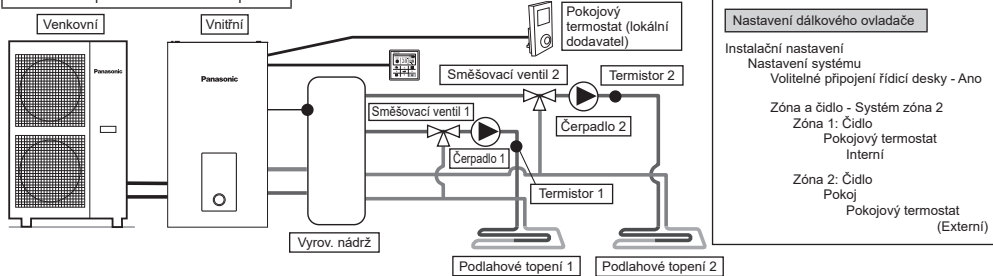 Venkovní
Vnitřní
Panasonic
Panasonic
Pokojový
termostat (lokální
dodavatel)
Směšovací ventil 2
Termistor 2
Směšovací ventil 1
Čerpadlo 2
Čerpadlo 1
Termistor 1
Vyrov. nádrž
Podlahové topení 1
Podlahové topení 2
Nastavení dálkového ovladače
Instalační nastavení
Nastavení systému
Volitelné připojení řídicí desky - Ano
Zóna a čidlo - Systém zóna 2
Zóna 1: Čidlo
Pokojový termostat
Interní
Zóna 2: Čidlo
Pokoj
Pokojový termostat
(Externí)